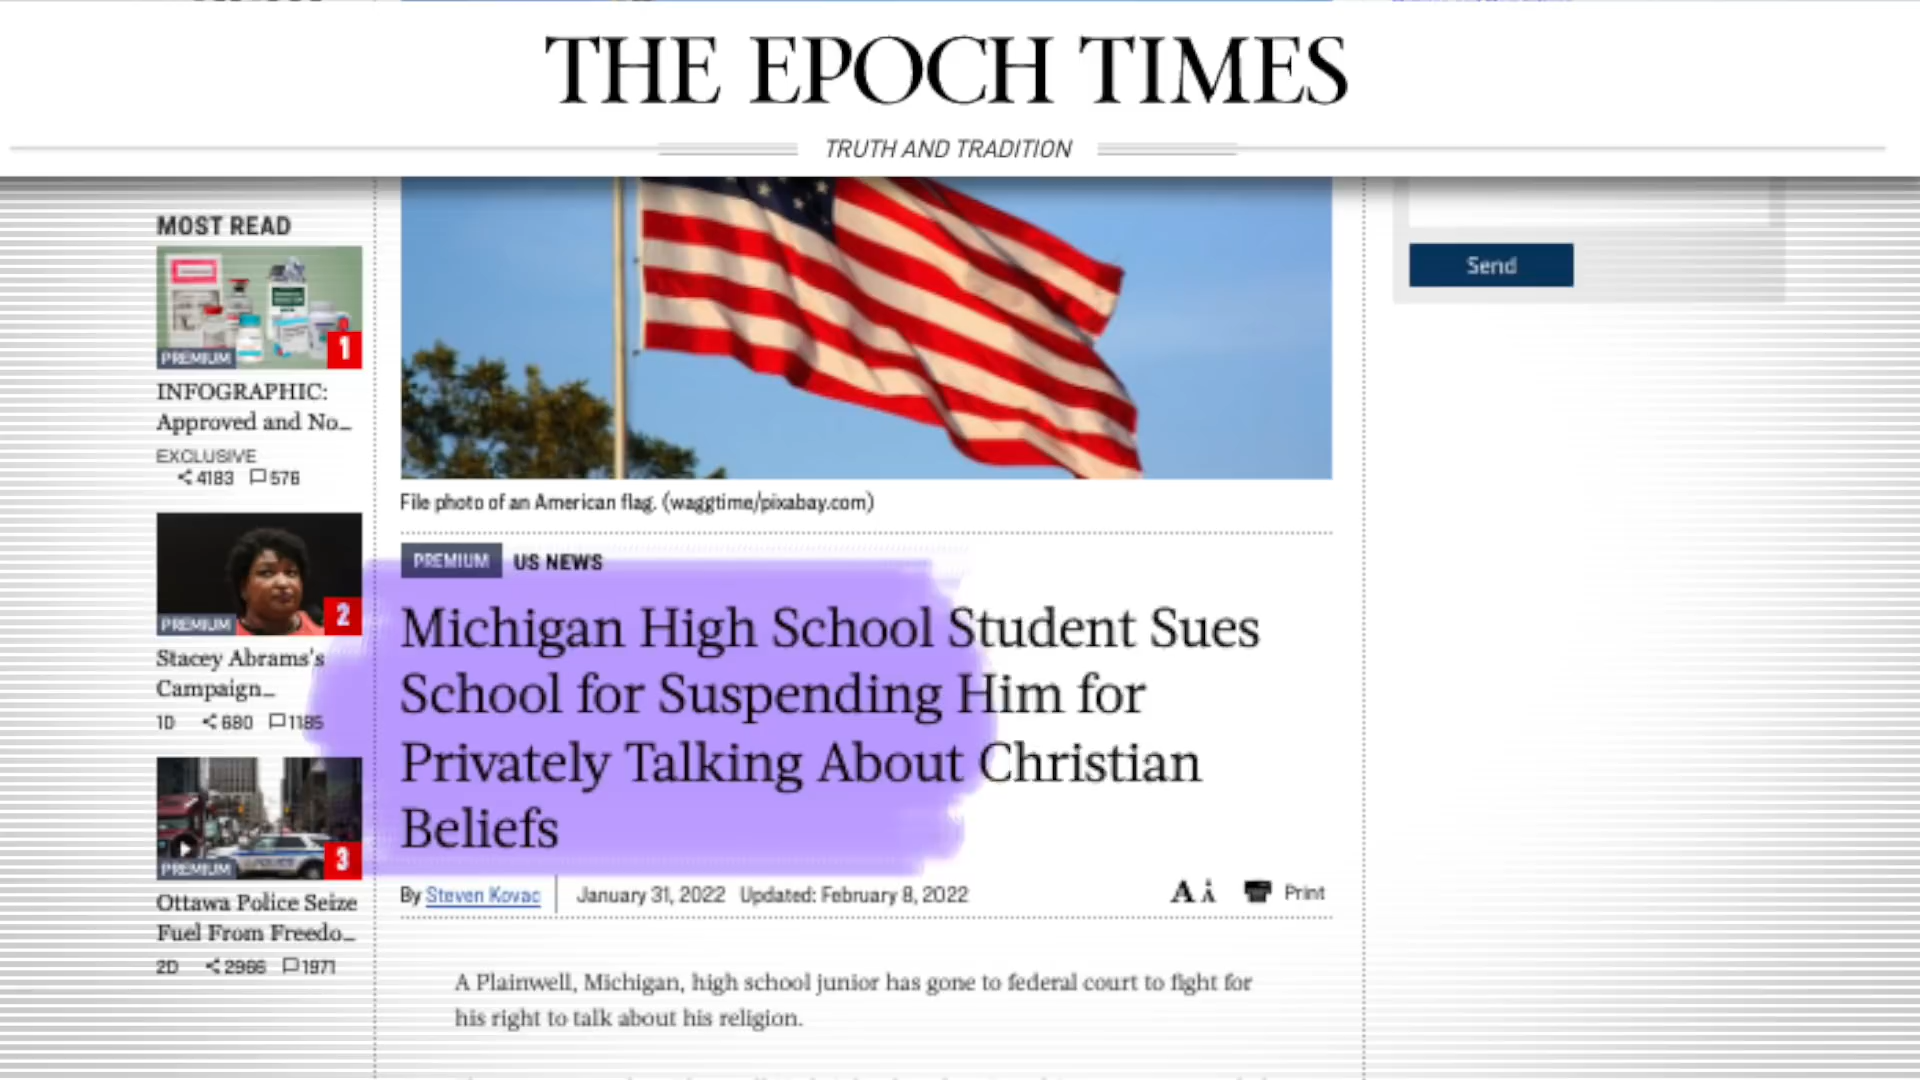 THE EPOCH TIMES
TRUTH AND TRADITION
MOST READ
PREMIUM
1
INFOGRAPHIC:
Approved and No...
EXCLUSIVE
4183 576
PREMIUM
2
Stacey Abrams's
Campaign...
1D 680 1185
PREMIUM
3
Ottawa Police Seize
Fuel From Freedo...
2D 2966 1971
File photo of an American flag. (waggtime/pixabay.com)
PREMIUM US NEWS
Michigan High School Student Sues
School for Suspending Him for
Privately Talking About Christian
Beliefs
By Steven Kovac January 31, 2022 Updated: February 8, 2022
A A Print
A Plainwell, Michigan, high school junior has gone to federal court to fight for
his right to talk about his religion.
Send